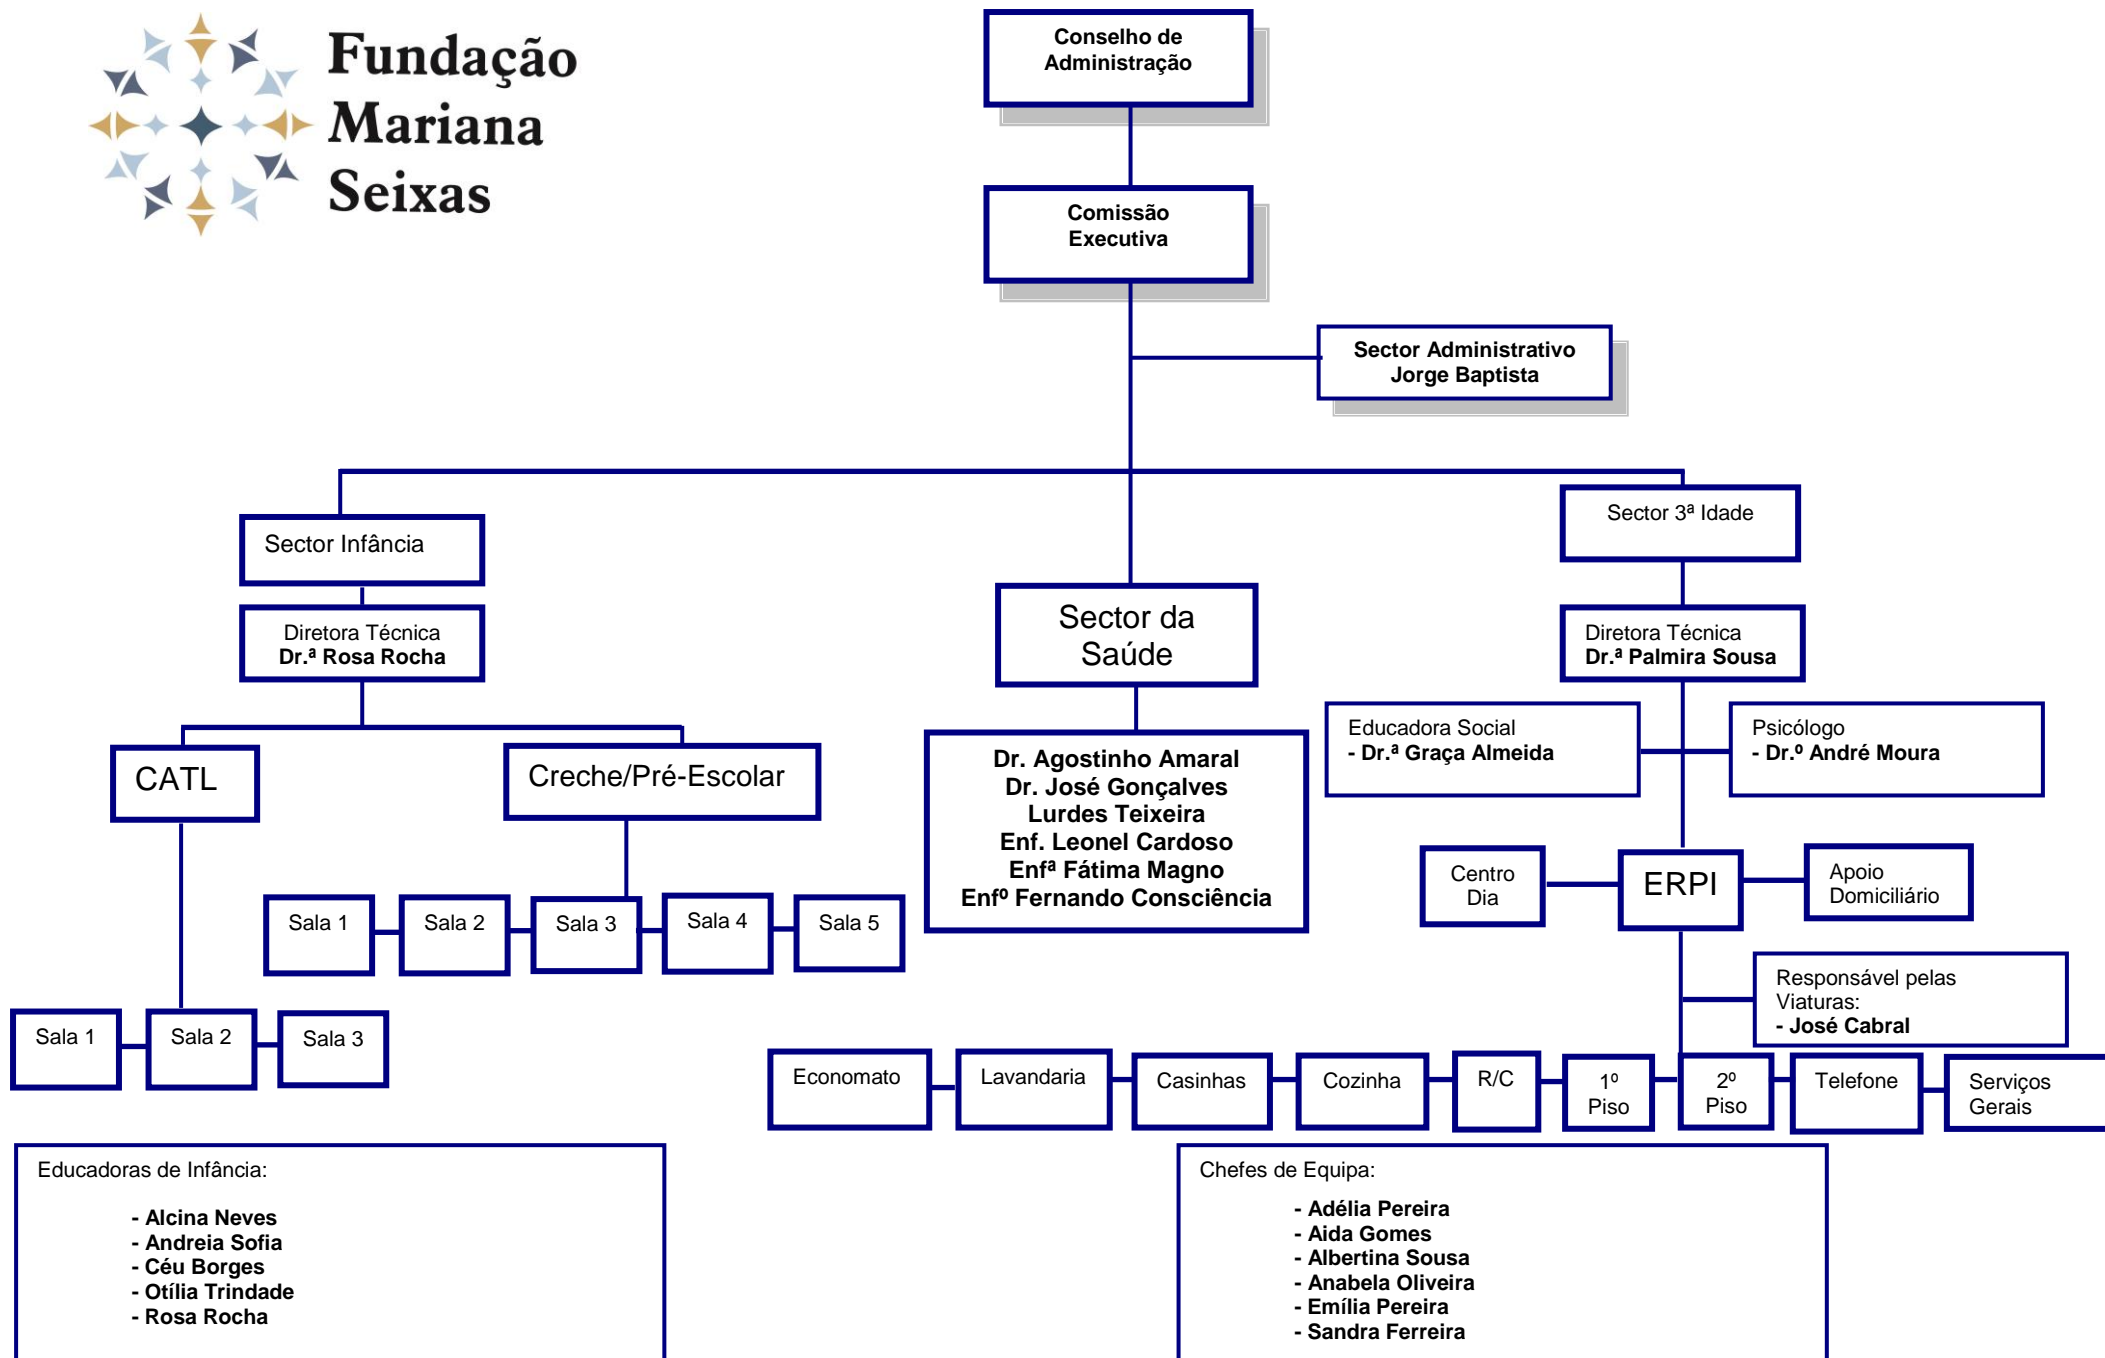 Fundação
Mariana
Seixas
Conselho de
Administração
Comissão
Executiva
Sector Administrativo
Jorge Baptista
Sector Infância
Sector 3ª Idade
Diretora Técnica
Dr.ª Rosa Rocha
Sector da
Saúde
Diretora Técnica
Dr.ª Palmira Sousa
Educadora Social
- Dr.ª Graça Almeida
Psicólogo
- Dr.º André Moura
CATL
Creche/Pré-Escolar
Dr. Agostinho Amaral
Dr. José Gonçalves
Lurdes Teixeira
Enf. Leonel Cardoso
Enfª Fátima Magno
Enfº Fernando Consciência
Centro
Dia
ERPI
Apoio
Domiciliário
Sala 1
Sala 2
Sala 3
Sala 4
Sala 5
Responsável pelas
Viaturas:
- José Cabral
Sala 1
Sala 2
Sala 3
Economato
Lavandaria
Casinhas
Cozinha
R/C
1º
Piso
2º
Piso
Telefone
Serviços
Gerais
Educadoras de Infância:
- Alcina Neves
- Andreia Sofia
- Céu Borges
- Otília Trindade
- Rosa Rocha
Chefes de Equipa:
- Adélia Pereira
- Aida Gomes
- Albertina Sousa
- Anabela Oliveira
- Emília Pereira
- Sandra Ferreira